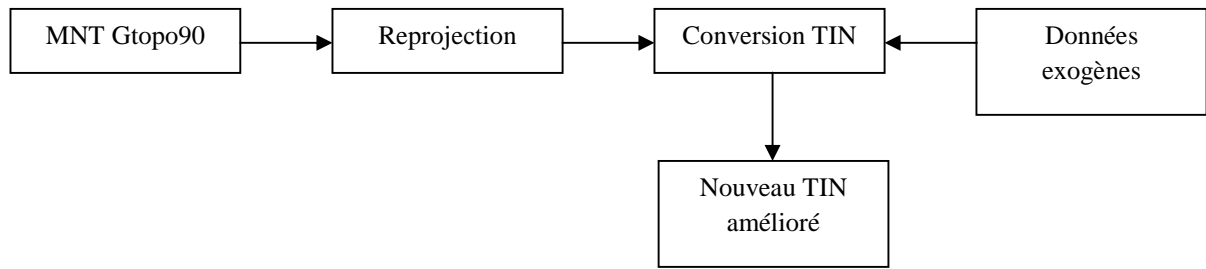 MNT Gtopo90
Reprojection
Conversion TIN
Données
exogènes
Nouveau TIN
amélioré